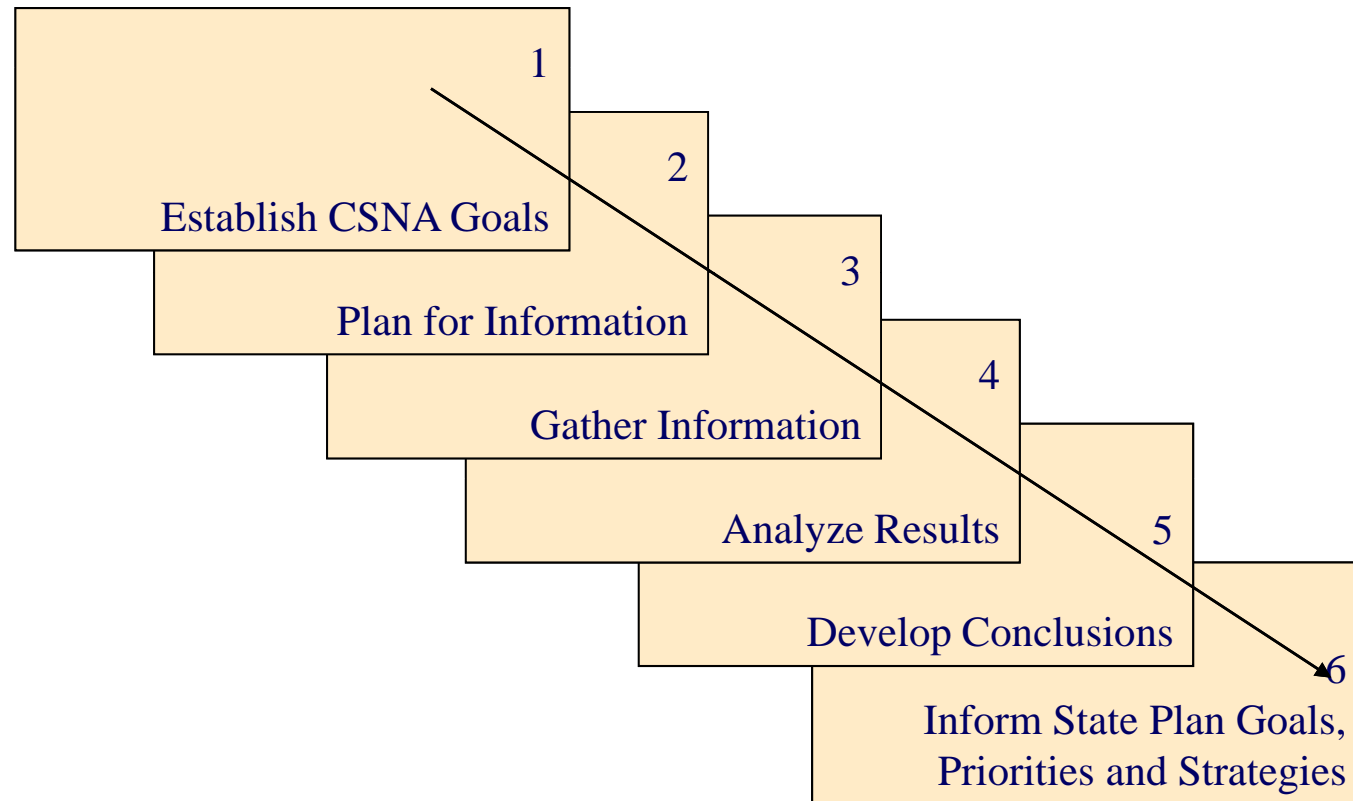 1
Establish CSNA Goals
2
Plan for Information
3
Gather Information
4
Analyze Results
5
Develop Conclusions
6
Inform State Plan Goals,
Priorities and Strategies